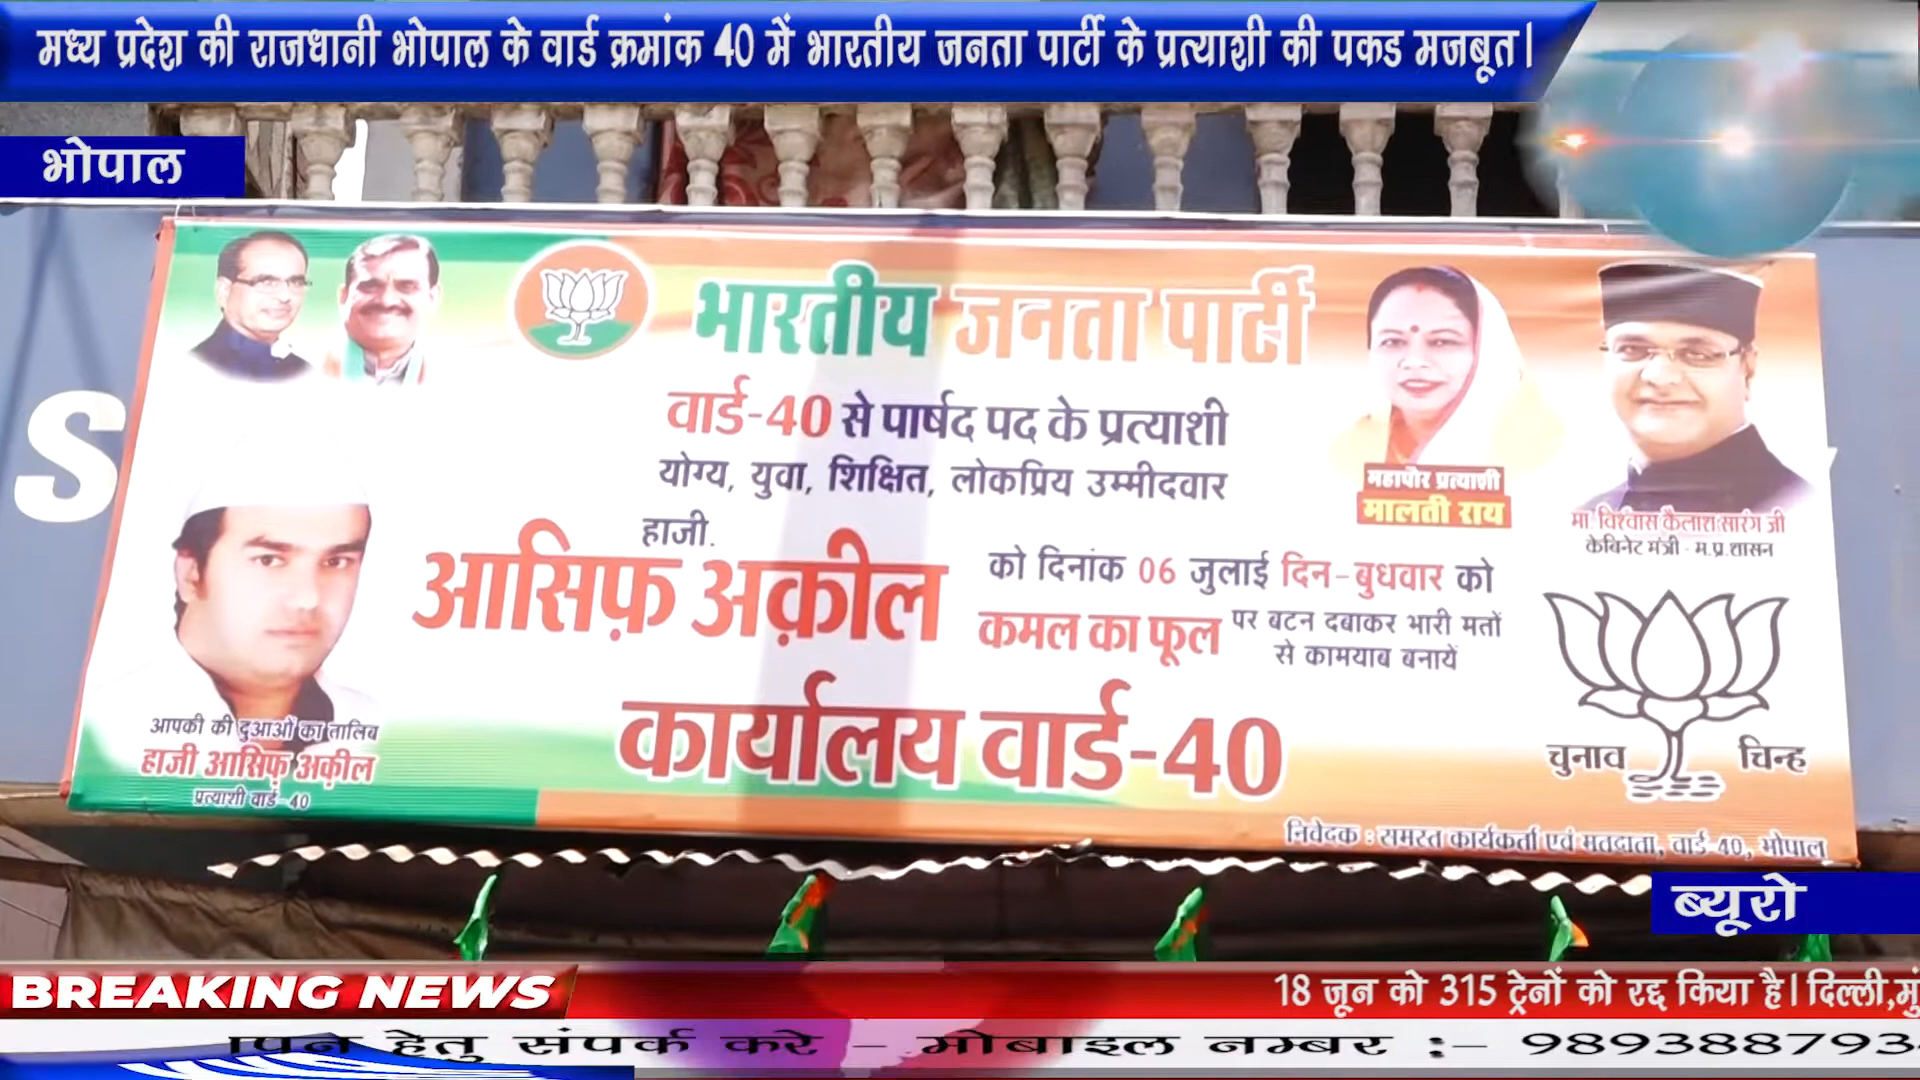 मध्य प्रदेश की राजधानी भोपाल के वार्ड क्रमांक 40 में भारतीय जनता पार्टी के प्रत्याशी की पकड मजबूत।
भोपाल
भारतीय जनता पार्टी
वार्ड-40 से पार्षद पद के प्रत्याशी
योग्य, युवा, शिक्षित, लोकप्रिय उम्मीदवार
हाजी.
आसिफ़ अक़ील
को दिनांक 06 जुलाई दिन-बुधवार को
कमल का फूल पर बटन दबाकर भारी मतों
से कामयाब बनायें
कार्यालय वार्ड-40
महापौर प्रत्याशी
मालती राय
मा. विश्वास कैलाश सारंग जी
केबिनेट मंत्री - म.प्र.शासन
चुनाव चिन्ह
आपकी की दुआओं का तालिब
हाजी आसिफ़ अक़ील
प्रत्याशी वार्ड- 40
निवेदक : समस्त कार्यकर्ता एवं मतदाता, वार्ड-40, भोपाल
S
ब्यूरो
BREAKING NEWS
18 जून को 315 ट्रेनों को रद्द किया है। दिल्ली,मुं
हेतु संपर्क करे - मोबाइल नम्बर :- 989388793